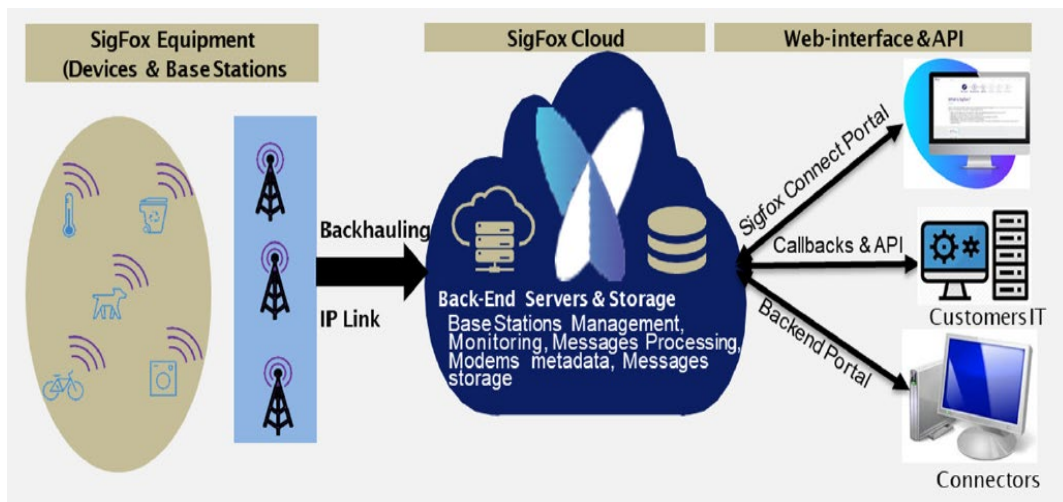 SigFox Equipment
(Devices & Base Stations
SigFox Cloud
Web-interface & API
Backhauling
IP Link
Back-End Servers & Storage
Base Stations Management,
Monitoring, Messages Processing,
Modems metadata, Messages
storage
Sigfox Connect Portal
Callbacks & API
Backend Portal
Customers IT
Connectors